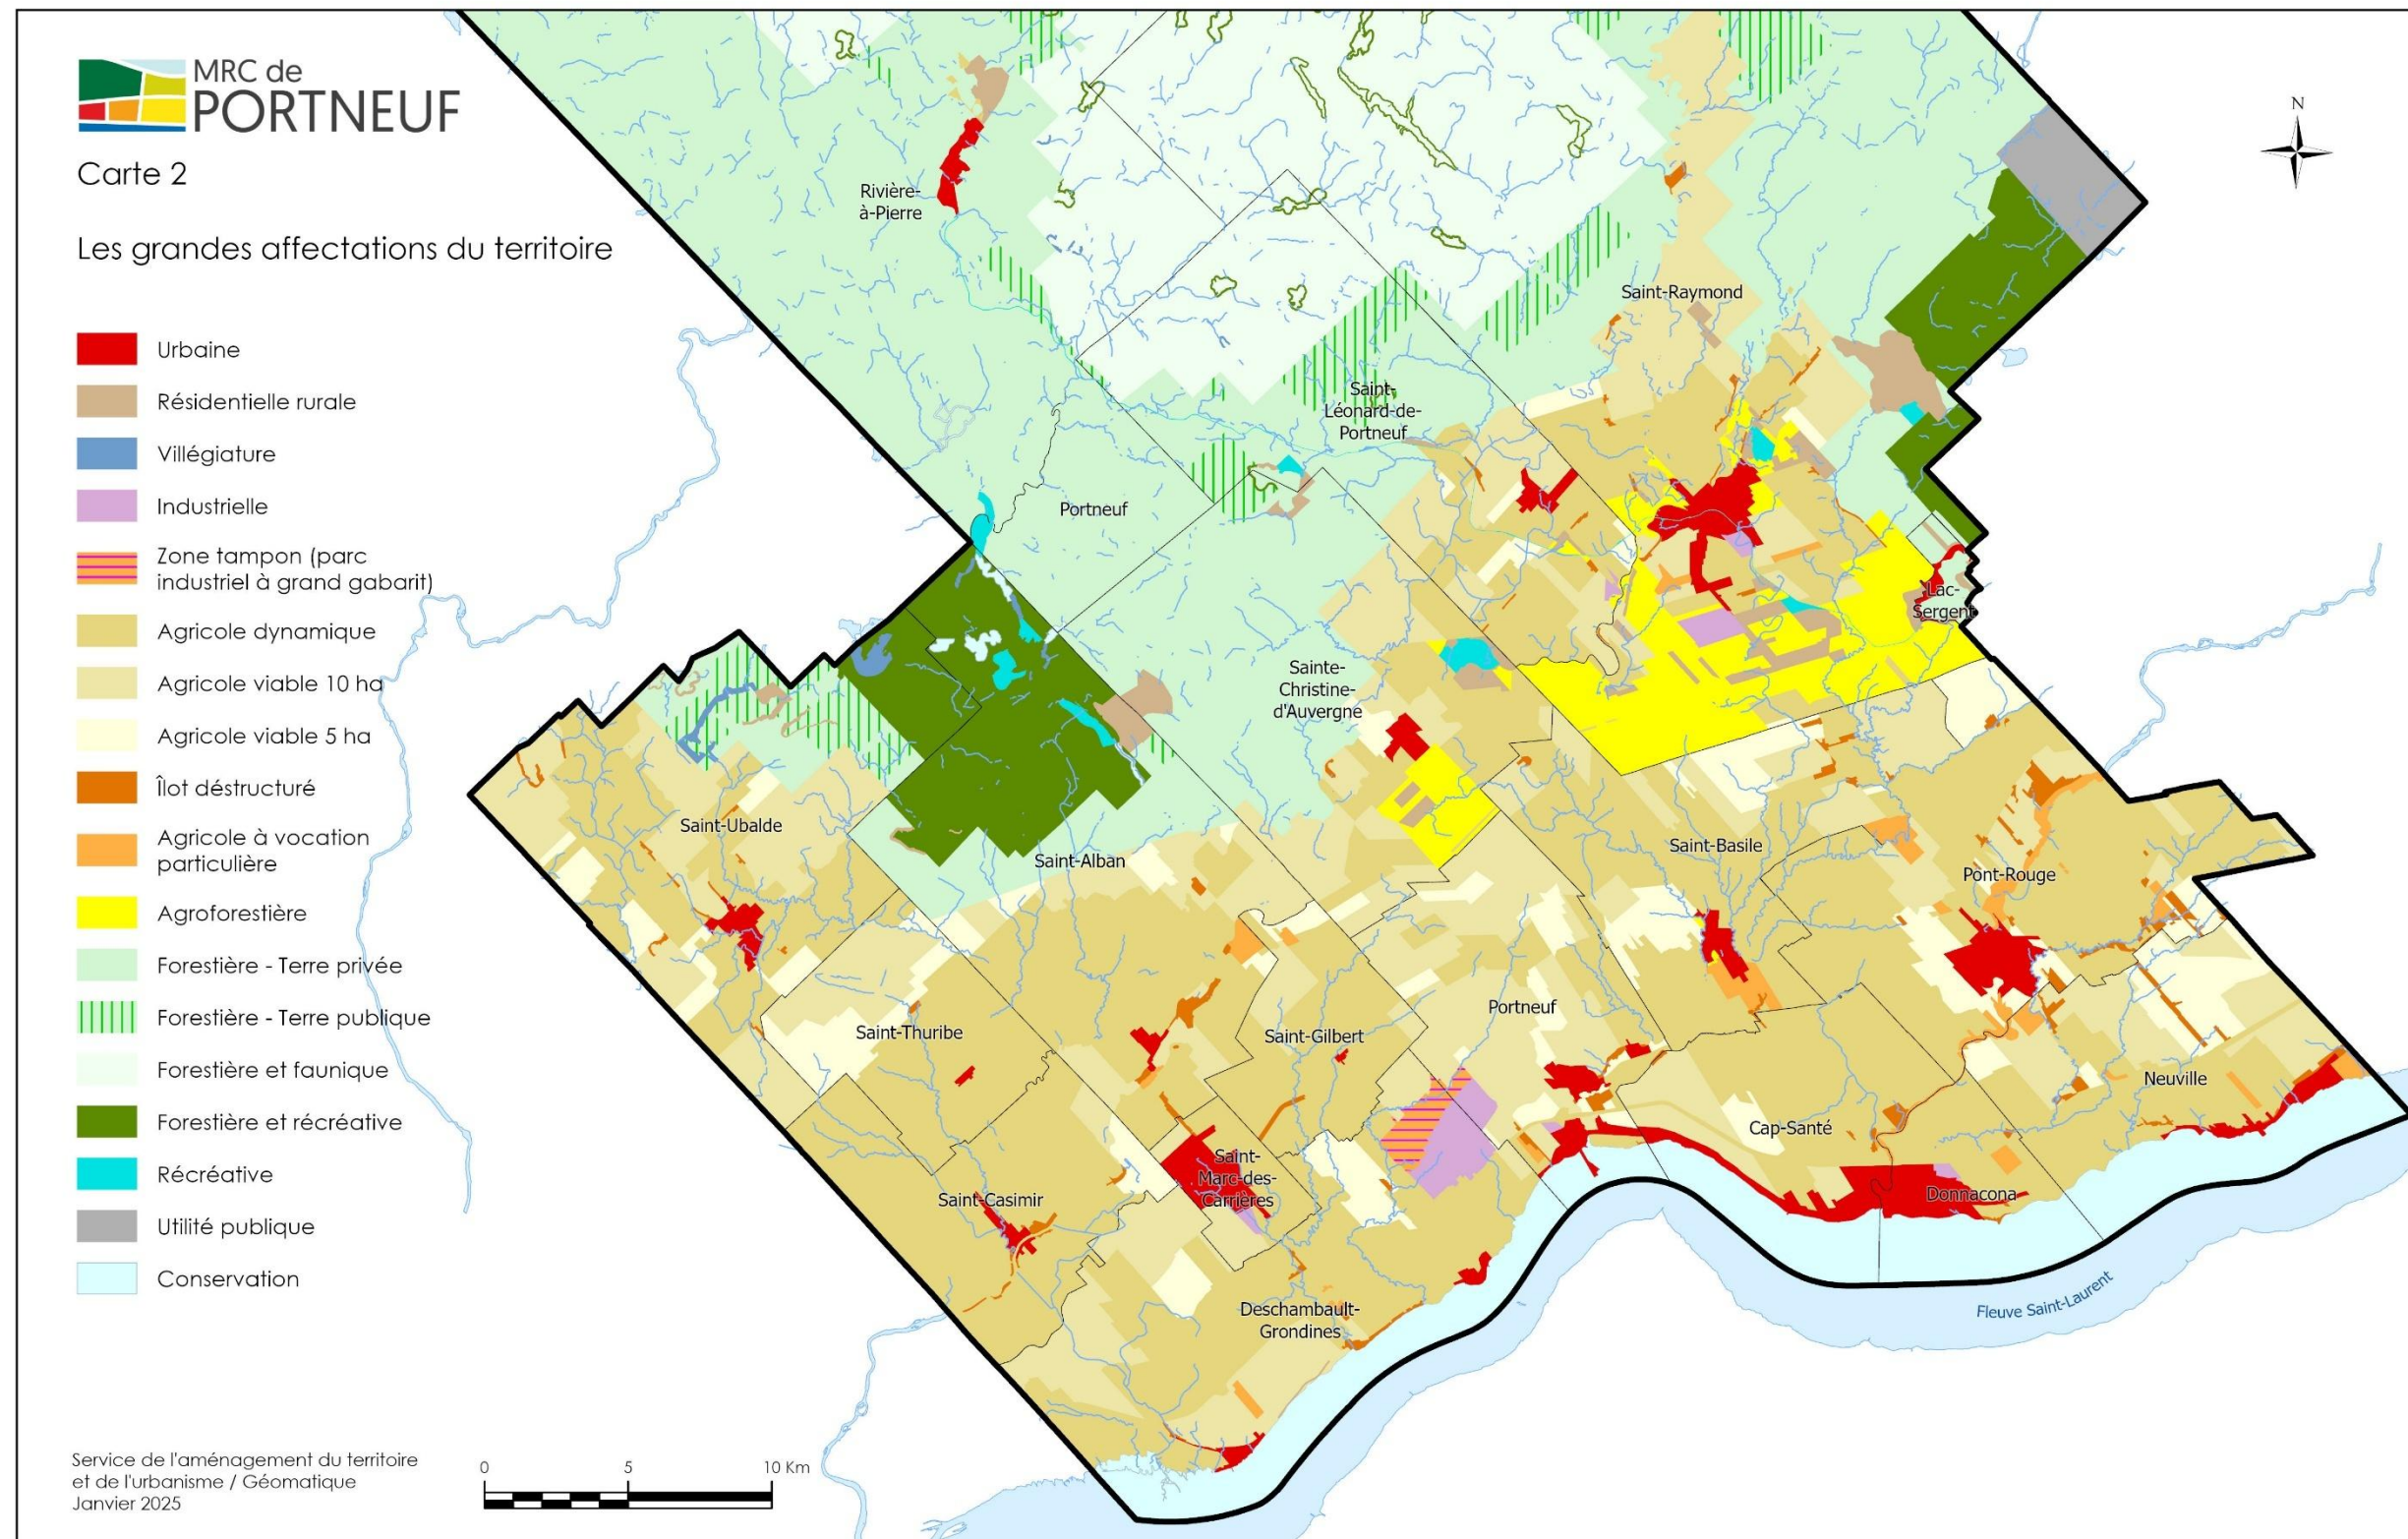 MRC de
PORTNEUF
Carte 2
Les grandes affectations du territoire
Urbaine
Résidentielle rurale
Villégiature
Industrielle
Zone tampon (parc
industriel à grand gabarit)
Agricole dynamique
Agricole viable 10 ha
Agricole viable 5 ha
Îlot déstructuré
Agricole à vocation
particulière
Agroforestière
Forestière - Terre privée
Forestière - Terre publique
Forestière et faunique
Forestière et récréative
Récréative
Utilité publique
Conservation
Service de l'aménagement du territoire
et de l'urbanisme / Géomatique
Janvier 2025
0 5 10 Km
N
Rivière-
à-Pierre
Saint-Raymond
Saint-
Léonard-de-
Portneuf
Portneuf
Lac-
Sergent
Sainte-
Christine-
d'Auvergne
Saint-Ubalde
Saint-Alban
Saint-Basile
Pont-Rouge
Saint-Thuribe
Saint-Gilbert
Portneuf
Neuville
Cap-Santé
Saint-
Marc-des-
Carrières
Saint-Casimir
Donnacona
Deschambault-
Grondines
Fleuve Saint-Laurent